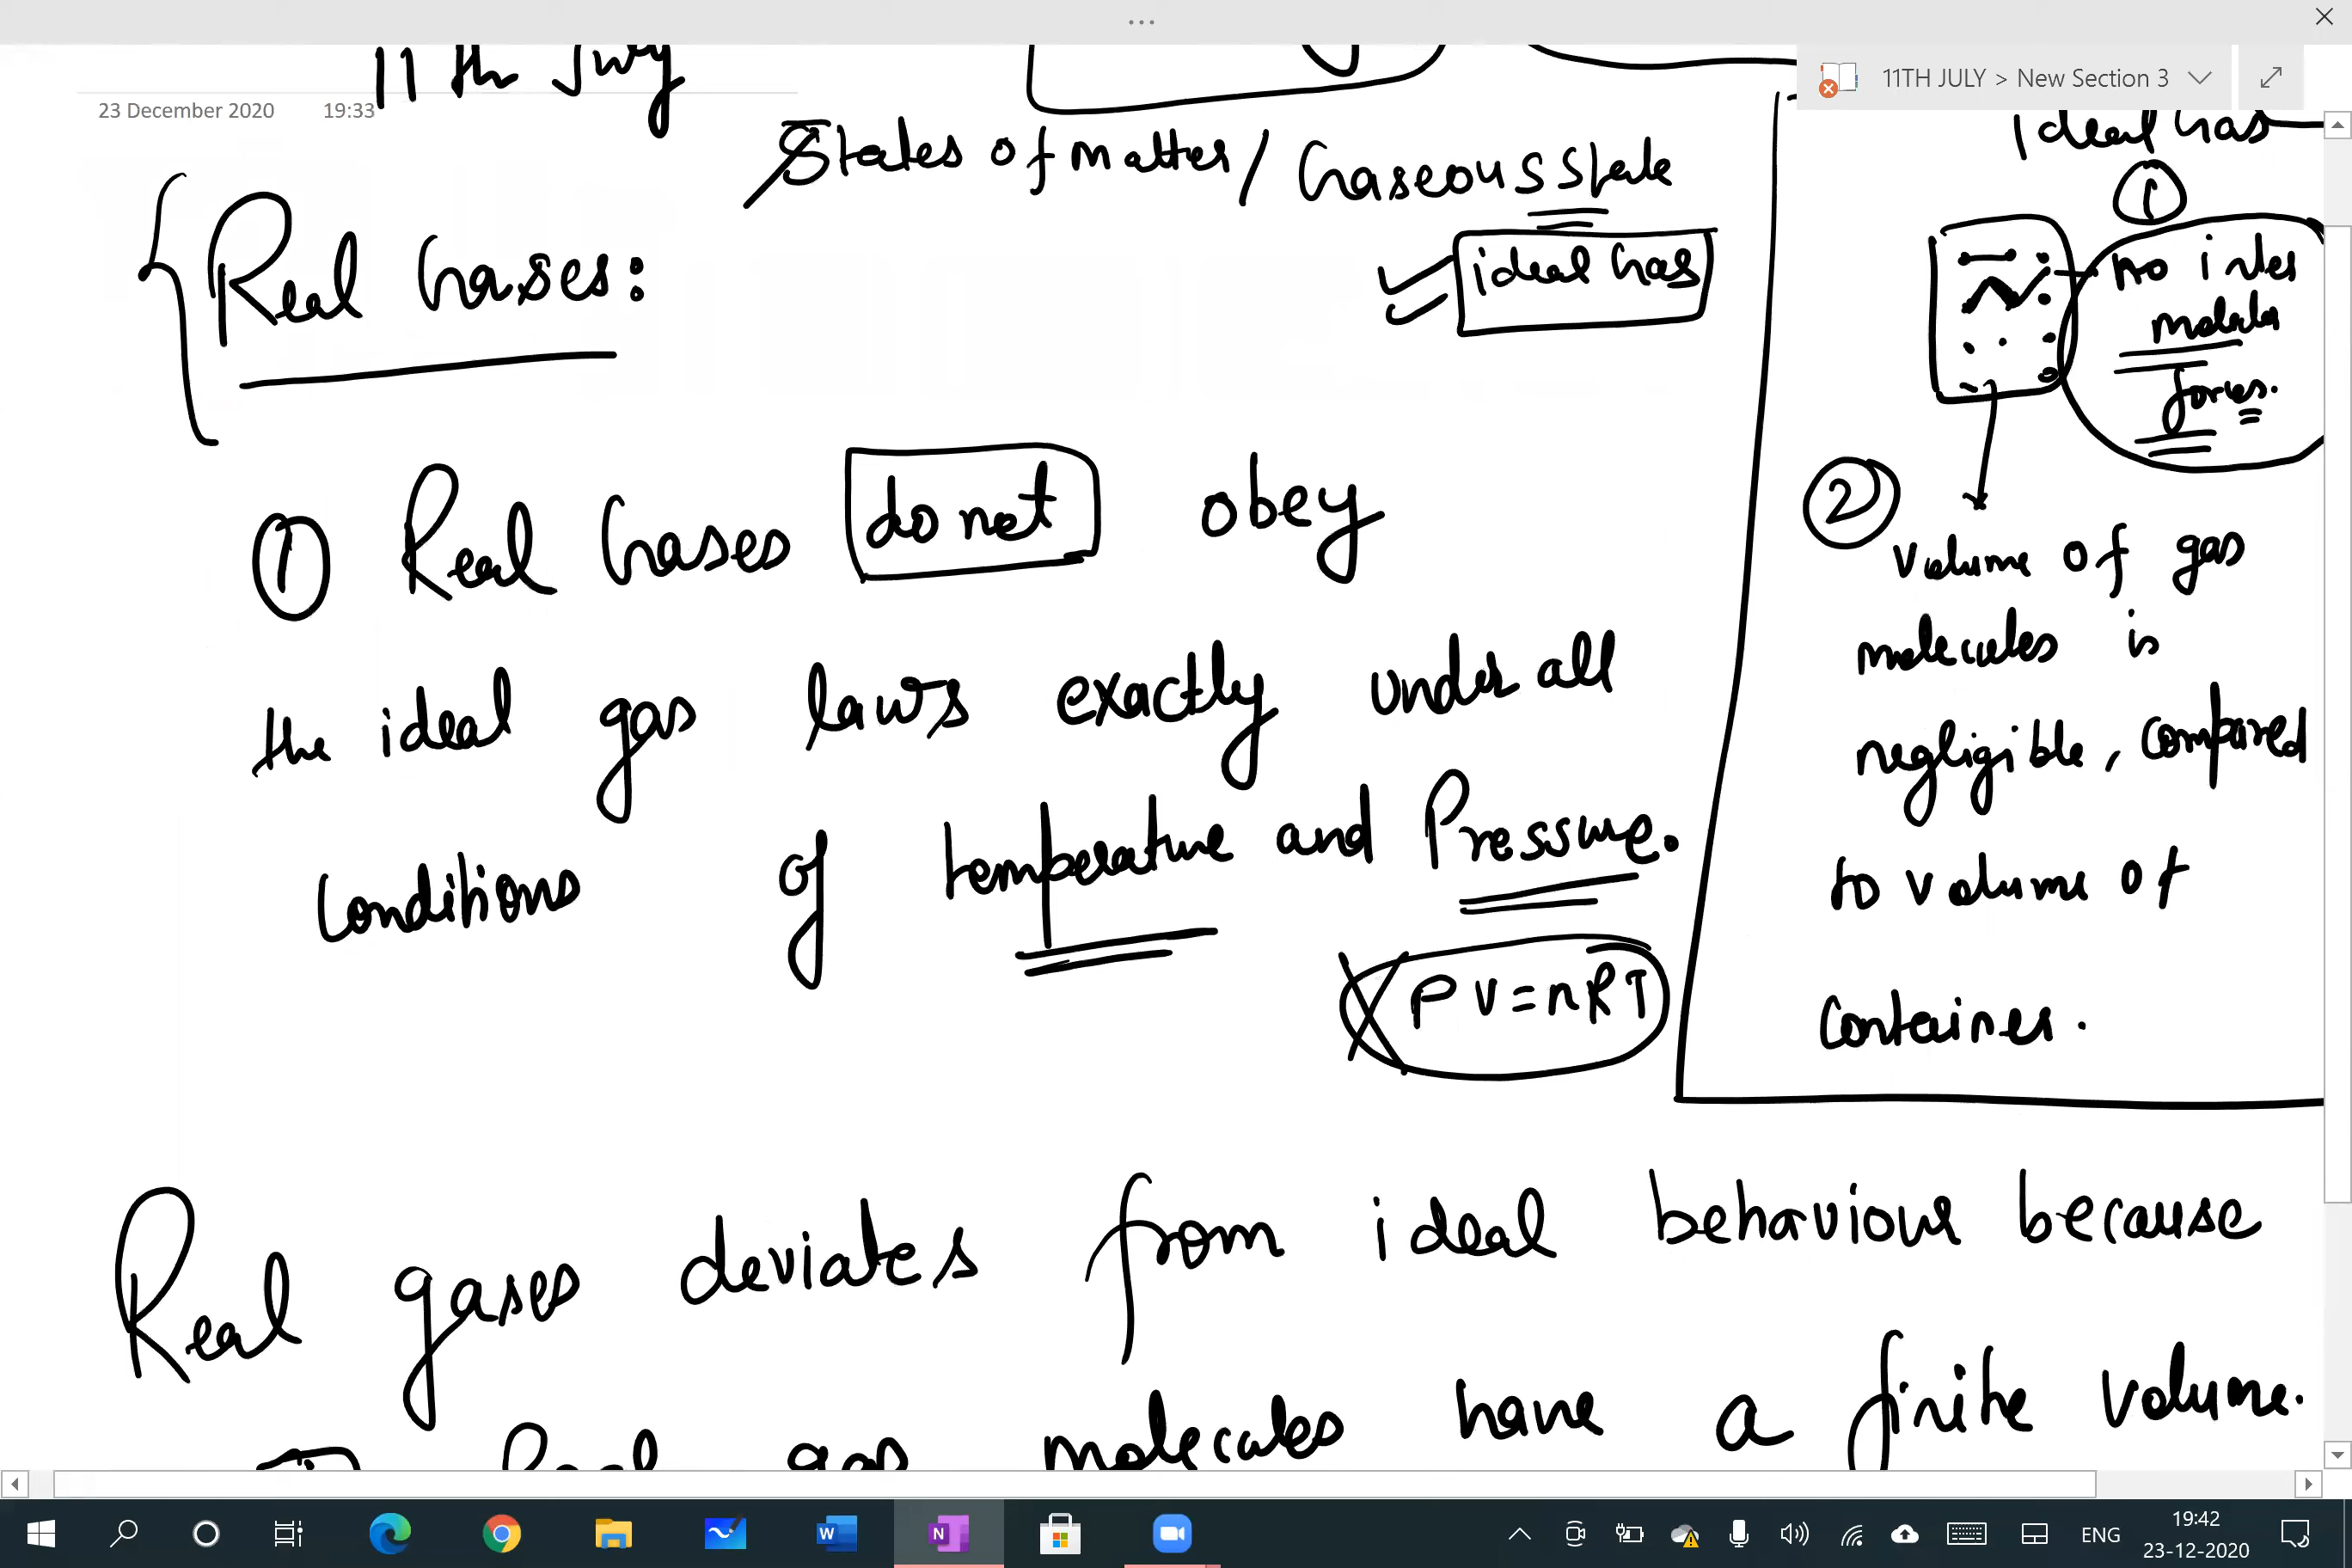 11TH JULY > New Section 3
11th July
23 December 2020 19:33
States of matter/ Gaseous state
Real Gases:
ideal Gas
① Real Gases do not obey
the ideal gas laws exactly under all
conditions of temperature and Pressure.
PV=nRT
Ideal Gas
①
no inter
forces.
②
volume of gas
molecules is
negligible, compared
to volume of
Container.
Real gases deviates from ideal behaviour because
Real gas molecules have a finite volume.
ENG
19:42
23-12-2020